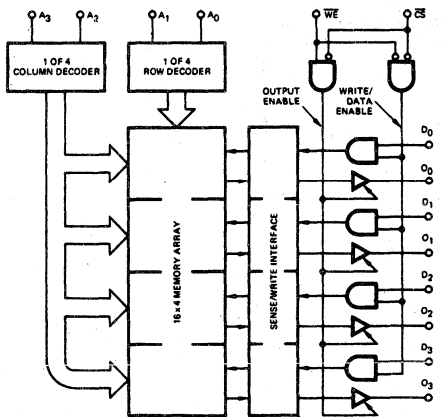 A3 A2 A1 A0 WE CS
1 OF 4
COLUMN DECODER
1 OF 4
ROW DECODER
OUTPUT
ENABLE
WRITE/
DATA
ENABLE
16 x 4 MEMORY ARRAY
SENSE/WRITE INTERFACE
D0
O0
D1
O1
D2
O2
D3
O3